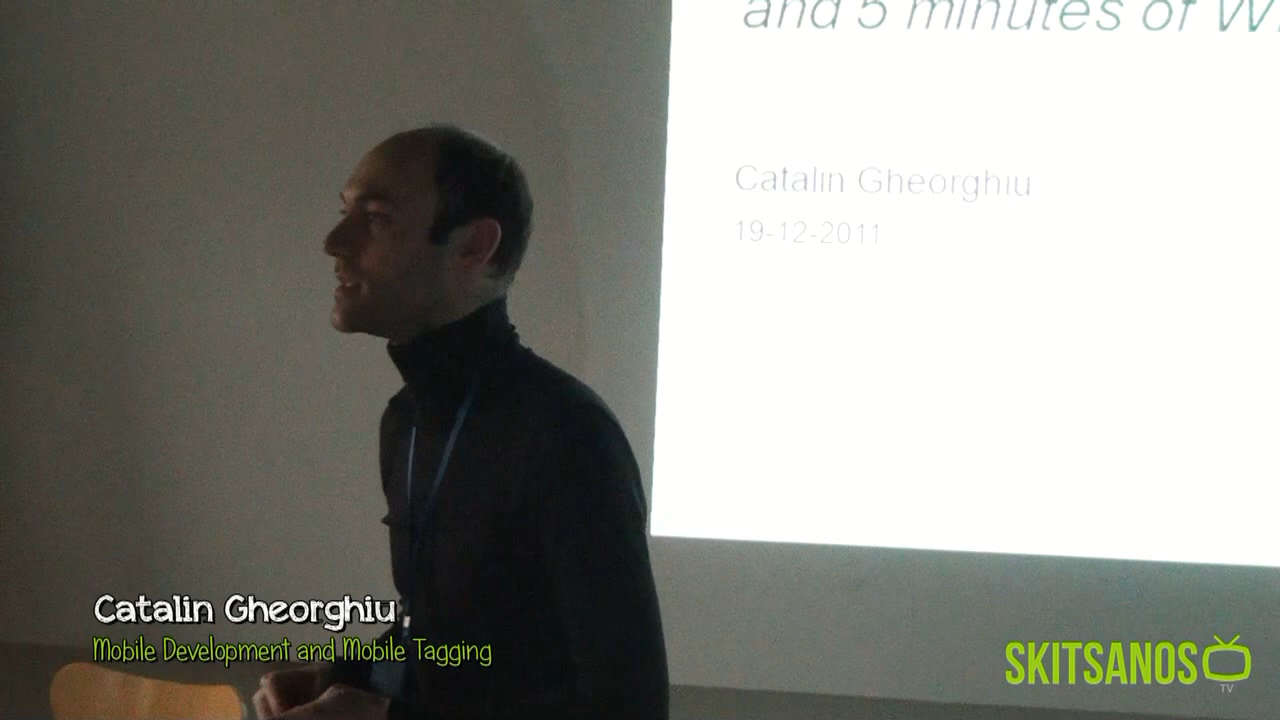 and 5 minutes of
Catalin Gheorghiu
19-12-2011
Catalin Gheorghiu
Mobile Development and Mobile Tagging
SKITSANOS
TV